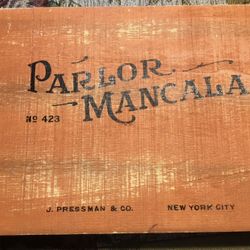 PARLOR
MANCALA
No 423
J. PRESSMAN & CO. NEW YORK CITY